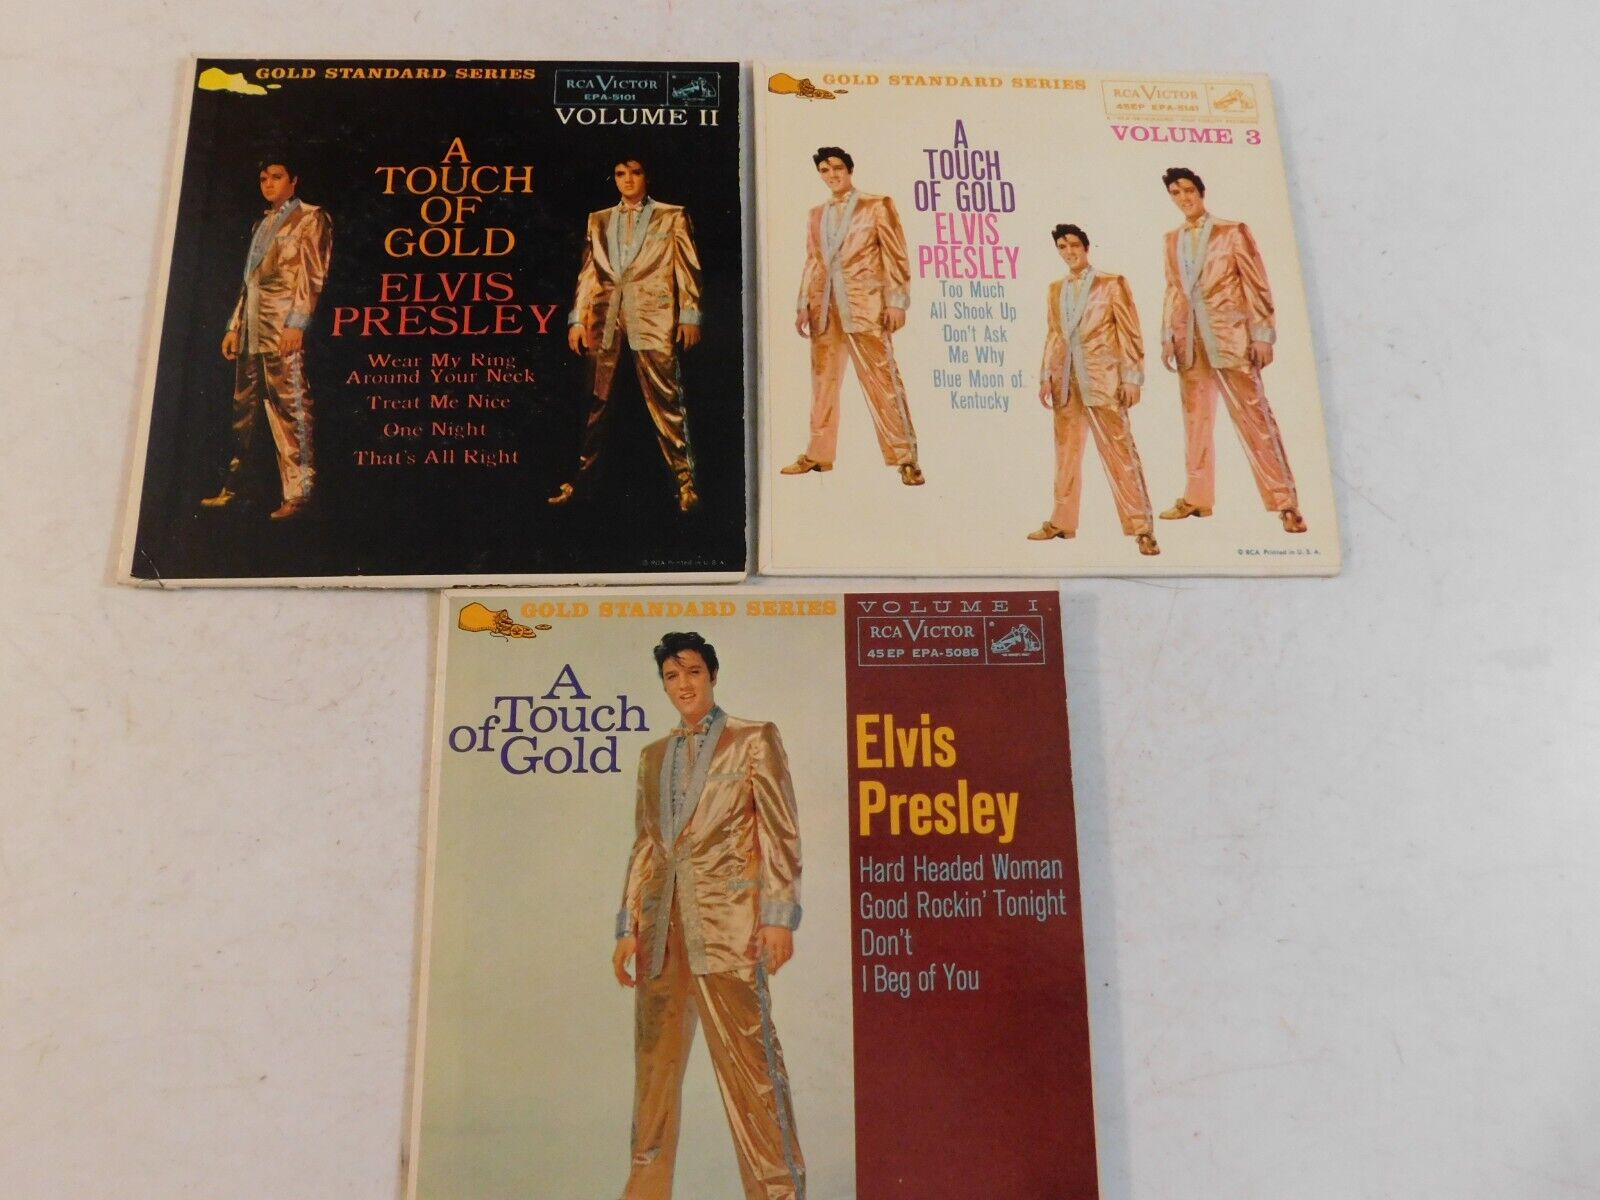 GOLD STANDARD SERIES
RCA VICTOR
EPA-5101
VOLUME II
A
TOUCH
OF
GOLD
ELVIS
PRESLEY
Wear My Ring
Around Your Neck
Treat Me Nice
One Night
That's All Right
© RCA Printed in U. S. A.
GOLD STANDARD SERIES
RCA VICTOR
45EP EPA-5141
VOLUME 3
A
TOUCH
OF GOLD
ELVIS
PRESLEY
Too Much
All Shook Up
Don't Ask
Me Why
Blue Moon of
Kentucky
© RCA Printed in U. S. A.
GOLD STANDARD SERIES
VOLUME I
RCA VICTOR
45 EP EPA-5088
A
Touch
of Gold
Elvis
Presley
Hard Headed Woman
Good Rockin' Tonight
Don't
I Beg of You